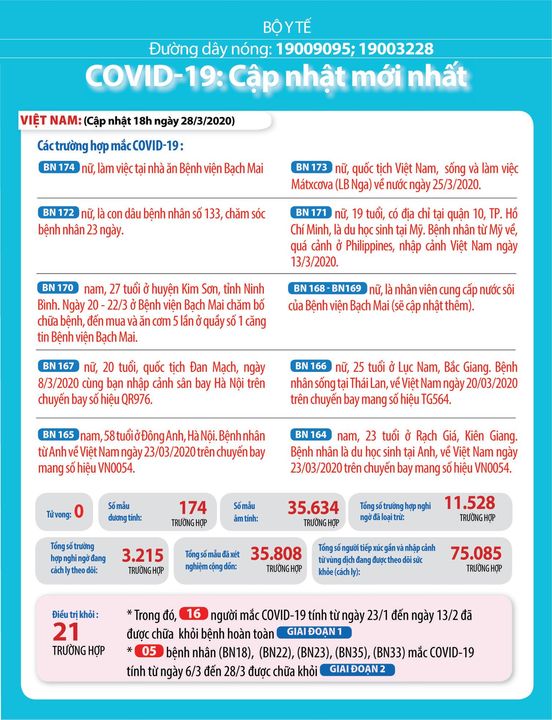 BỘ Y TẾ
Đường dây nóng: 19009095; 19003228
COVID-19: Cập nhật mới nhất
VIỆT NAM: (Cập nhật 18h ngày 28/3/2020)
Các trường hợp mắc COVID-19 :
BN 174 nữ, làm việc tại nhà ăn Bệnh viện Bạch Mai
BN 173 nữ, quốc tịch Việt Nam, sống và làm việc
Mátxcova (LB Nga) về nước ngày 25/3/2020.
BN 172 nữ, là con dâu bệnh nhân số 133, chăm sóc
bệnh nhân 23 ngày.
BN 171 nữ, 19 tuổi, có địa chỉ tại quận 10, TP. Hồ
Chí Minh, là du học sinh tại Mỹ. Bệnh nhân từ Mỹ về,
quá cảnh ở Philippines, nhập cảnh Việt Nam ngày
13/3/2020.
BN 170 nam, 27 tuổi ở huyện Kim Sơn, tỉnh Ninh
Bình. Ngày 20 - 22/3 ở Bệnh viện Bạch Mai chăm bố
chữa bệnh, đến mua và ăn cơm 5 lần ở quầy số 1 căng
tin Bệnh viện Bạch Mai.
BN 168 - BN169 nữ, là nhân viên cung cấp nước sôi
của Bệnh viện Bạch Mai (sẽ cập nhật thêm).
BN 167 nữ, 20 tuổi, quốc tịch Đan Mạch, ngày
8/3/2020 cùng bạn nhập cảnh sân bay Hà Nội trên
chuyến bay số hiệu QR976.
BN 166 nữ, 25 tuổi ở Lục Nam, Bắc Giang. Bệnh
nhân sống tại Thái Lan, về Việt Nam ngày 20/03/2020
trên chuyến bay mang số hiệu TG564.
BN 165 nam, 58 tuổi ở Đông Anh, Hà Nội. Bệnh nhân
từ Anh về Việt Nam ngày 23/03/2020 trên chuyến bay
mang số hiệu VN0054.
BN 164 nam, 23 tuổi ở Rạch Giá, Kiên Giang.
Bệnh nhân là du học sinh tại Anh, về Việt Nam ngày
23/03/2020 trên chuyến bay mang số hiệu VN0054.
Tử vong: 0
Số mẫu
dương tính:
174
TRƯỜNG HỢP
Số mẫu
âm tính:
35.634
TRƯỜNG HỢP
Tổng số trường hợp nghi
ngờ đã loại trừ:
11.528
TRƯỜNG HỢP
Tổng số trường
hợp nghi ngờ đang
cách ly theo dõi:
3.215
TRƯỜNG HỢP
Tổng số mẫu đã xét
nghiệm cộng dồn:
35.808
TRƯỜNG HỢP
Tổng số người tiếp xúc gần và nhập cảnh
từ vùng dịch đang được theo dõi sức
khỏe (cách ly):
75.085
TRƯỜNG HỢP
Điều trị khỏi :
21
TRƯỜNG HỢP
* Trong đó, 16 người mắc COVID-19 tính từ ngày 23/1 đến ngày 13/2 đã
được chữa khỏi bệnh hoàn toàn GIAI ĐOẠN 1
* 05 bệnh nhân (BN18), (BN22), (BN23), (BN35), (BN33) mắc COVID-19
tính từ ngày 6/3 đến 28/3 được chữa khỏi GIAI ĐOẠN 2